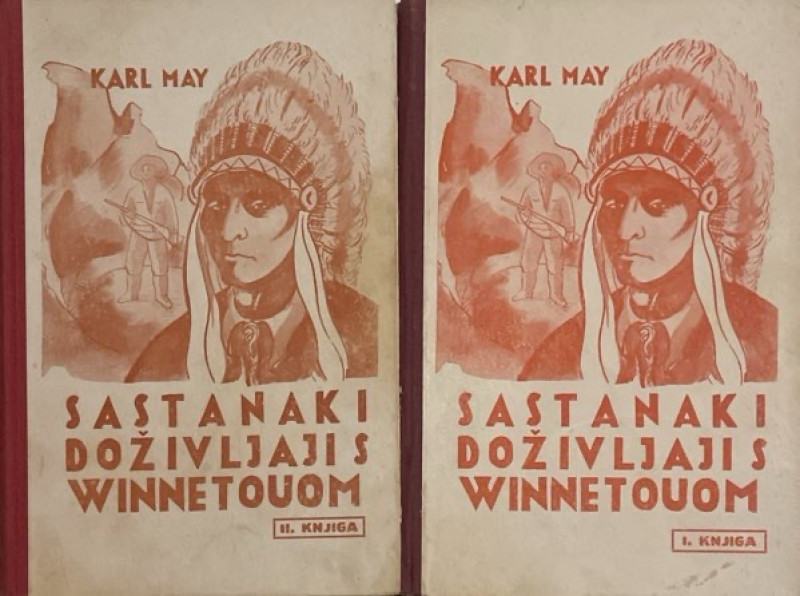 KARL MAY
SASTANAK I
DOŽIVLJAJI S
WINNETOUOM
II. KNJIGA
KARL MAY
SASTANAK I
DOŽIVLJAJI S
WINNETOUOM
I. KNJIGA